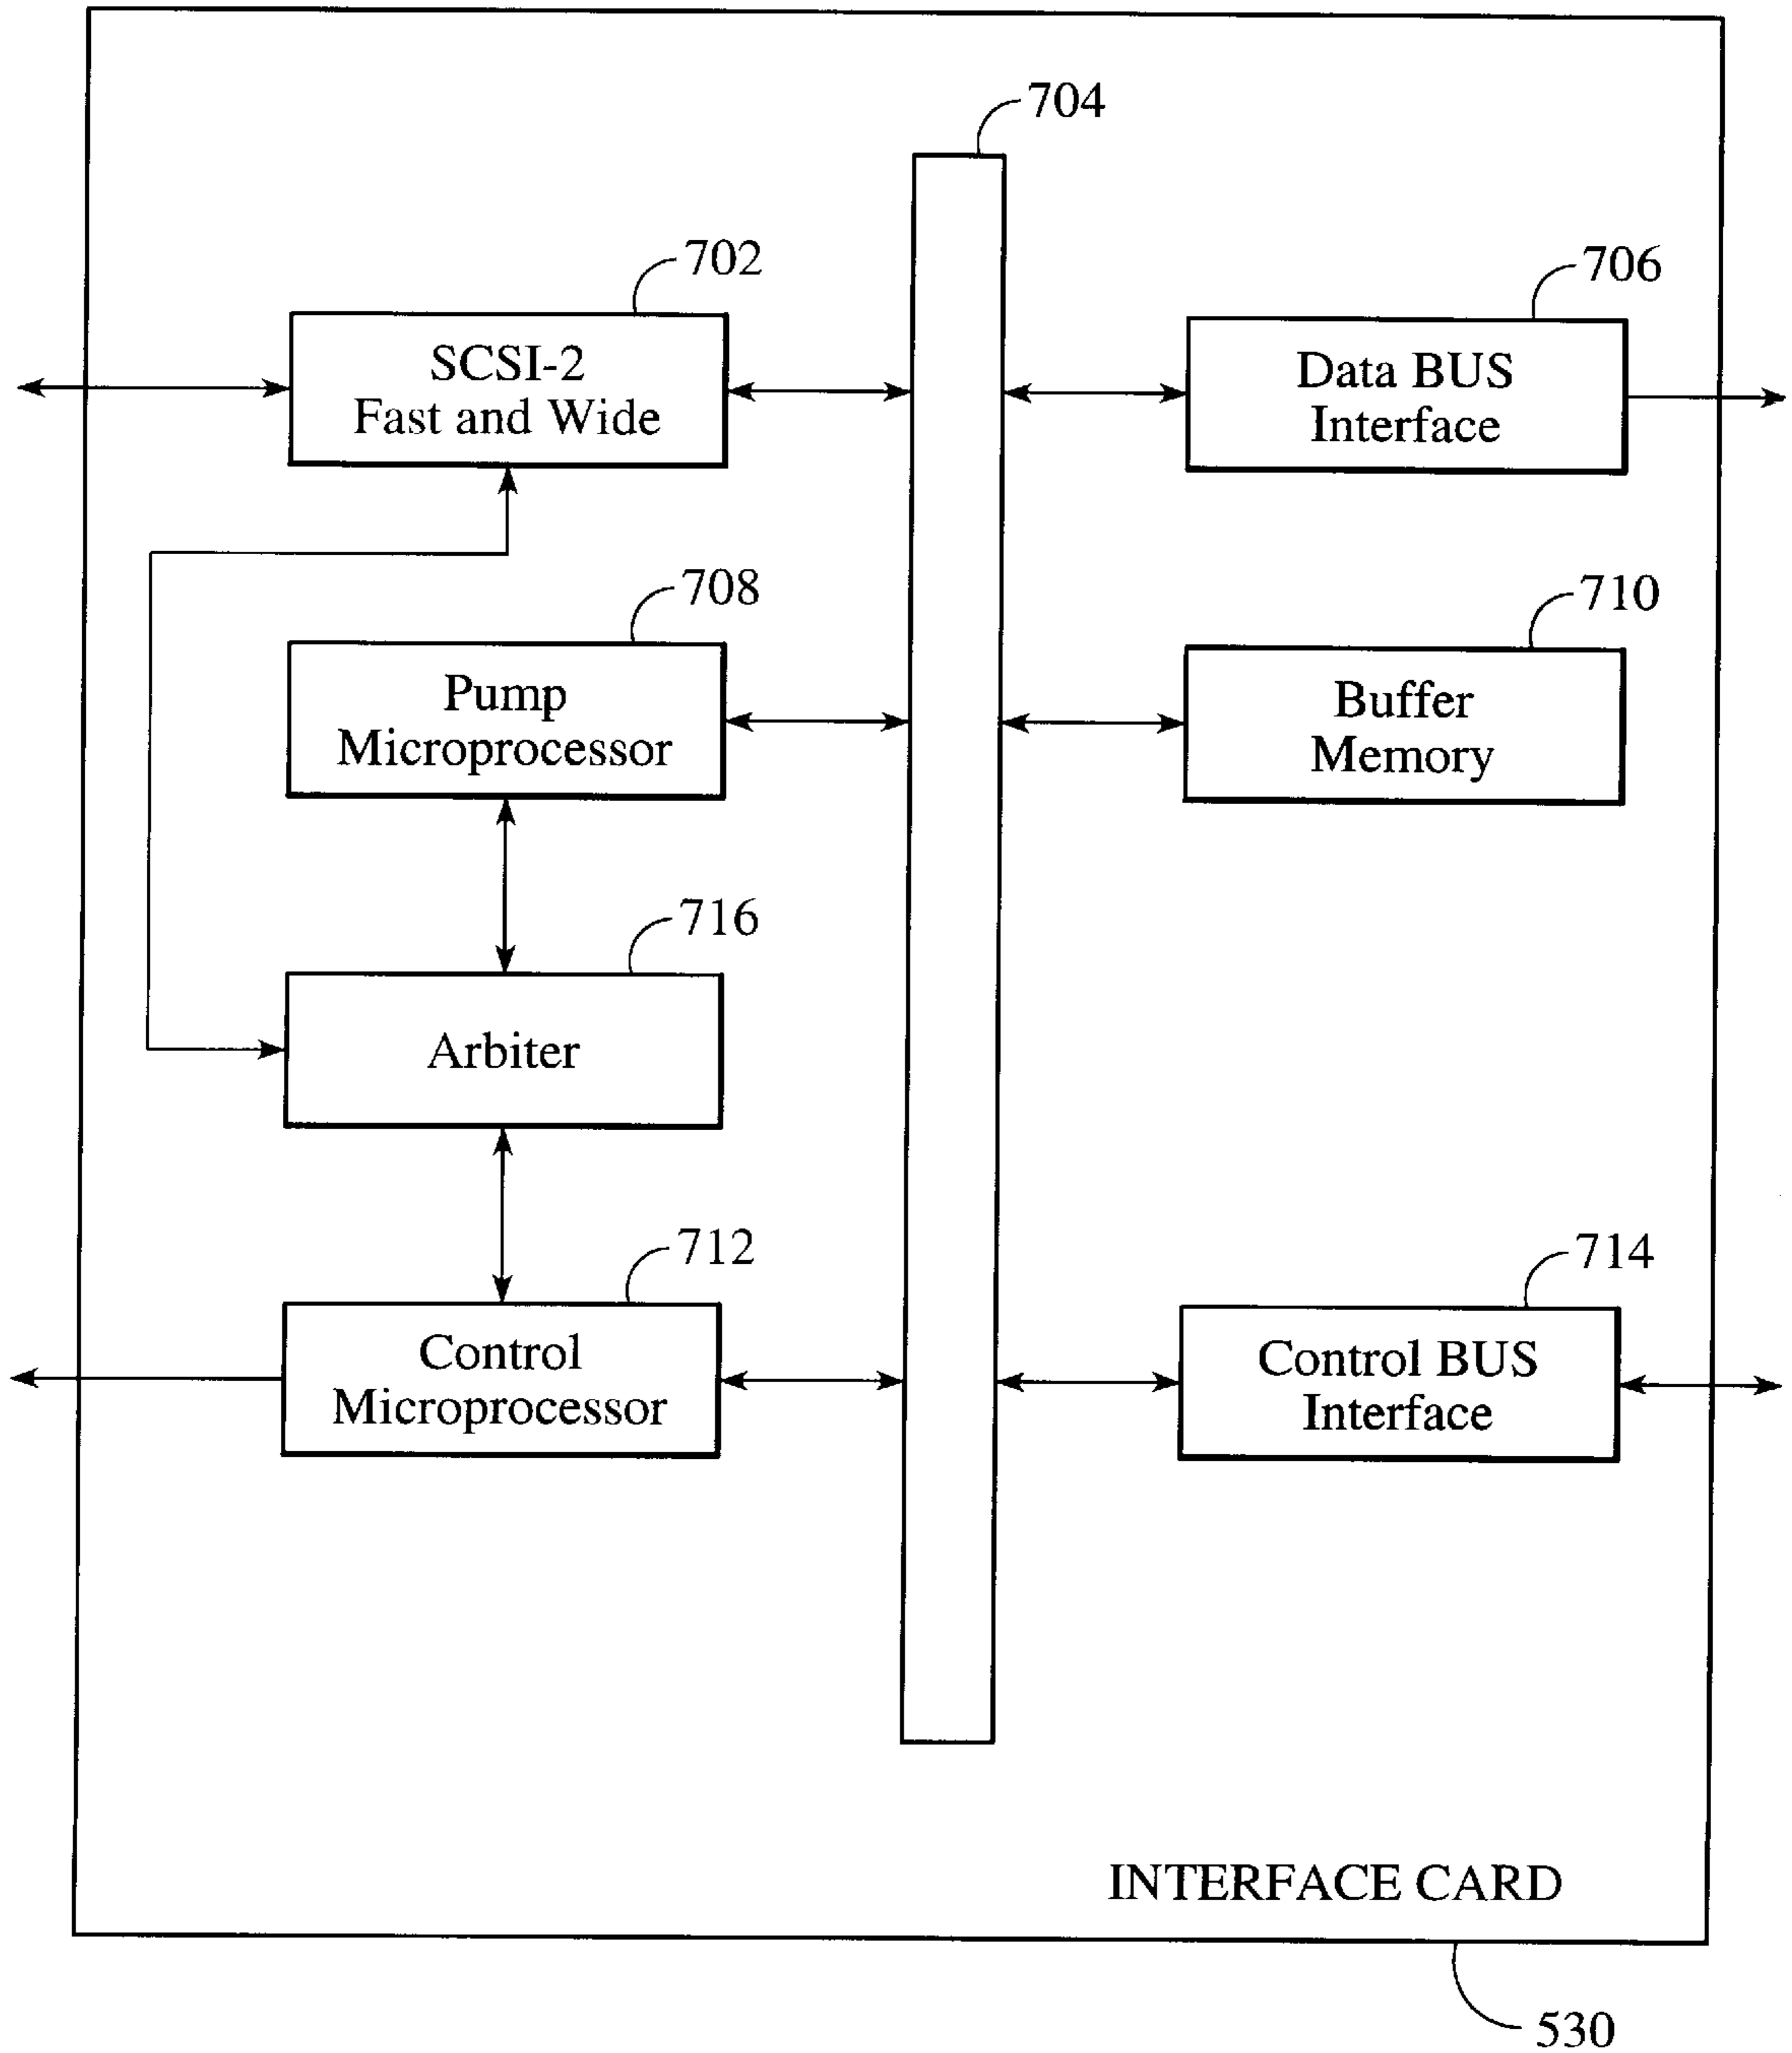 704
702
706
SCSI-2
Fast and Wide
Data BUS
Interface
708
710
Pump
Microprocessor
Buffer
Memory
716
Arbiter
712
714
Control
Microprocessor
Control BUS
Interface
INTERFACE CARD
530